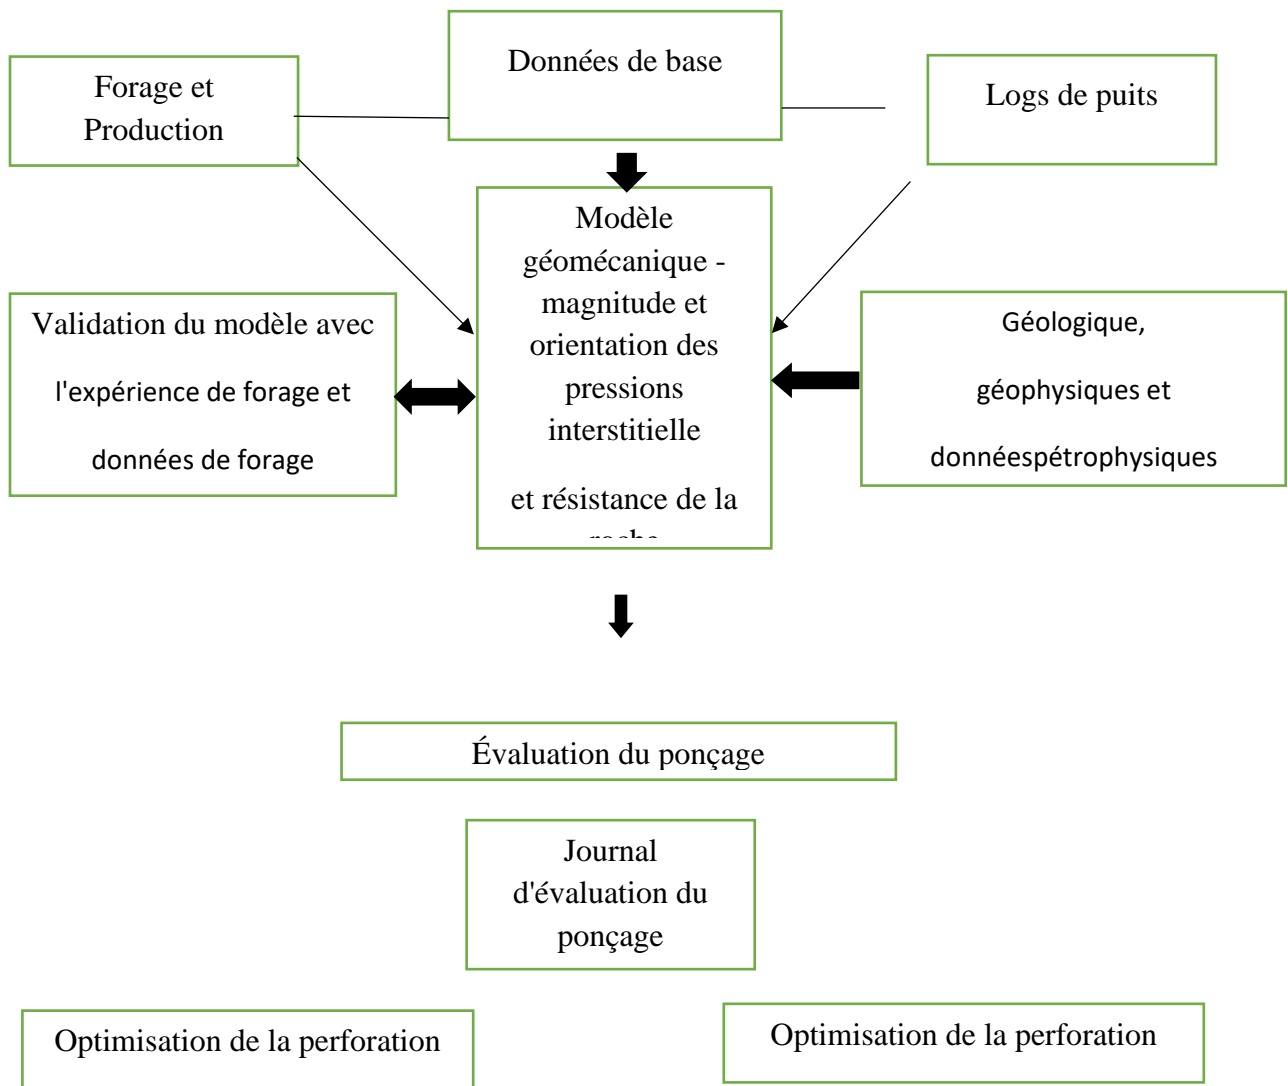 Données de base
Forage et
Production
Logs de puits
Modèle
géomécanique -
magnitude et
orientation des
pressions
interstitielle
et résistance de la
roche
Validation du modèle avec
l'expérience de forage et
données de forage
Géologique,
géophysiques et
donnéespétrophysiques
Évaluation du ponçage
Journal
d'évaluation du
ponçage
Optimisation de la perforation
Optimisation de la perforation